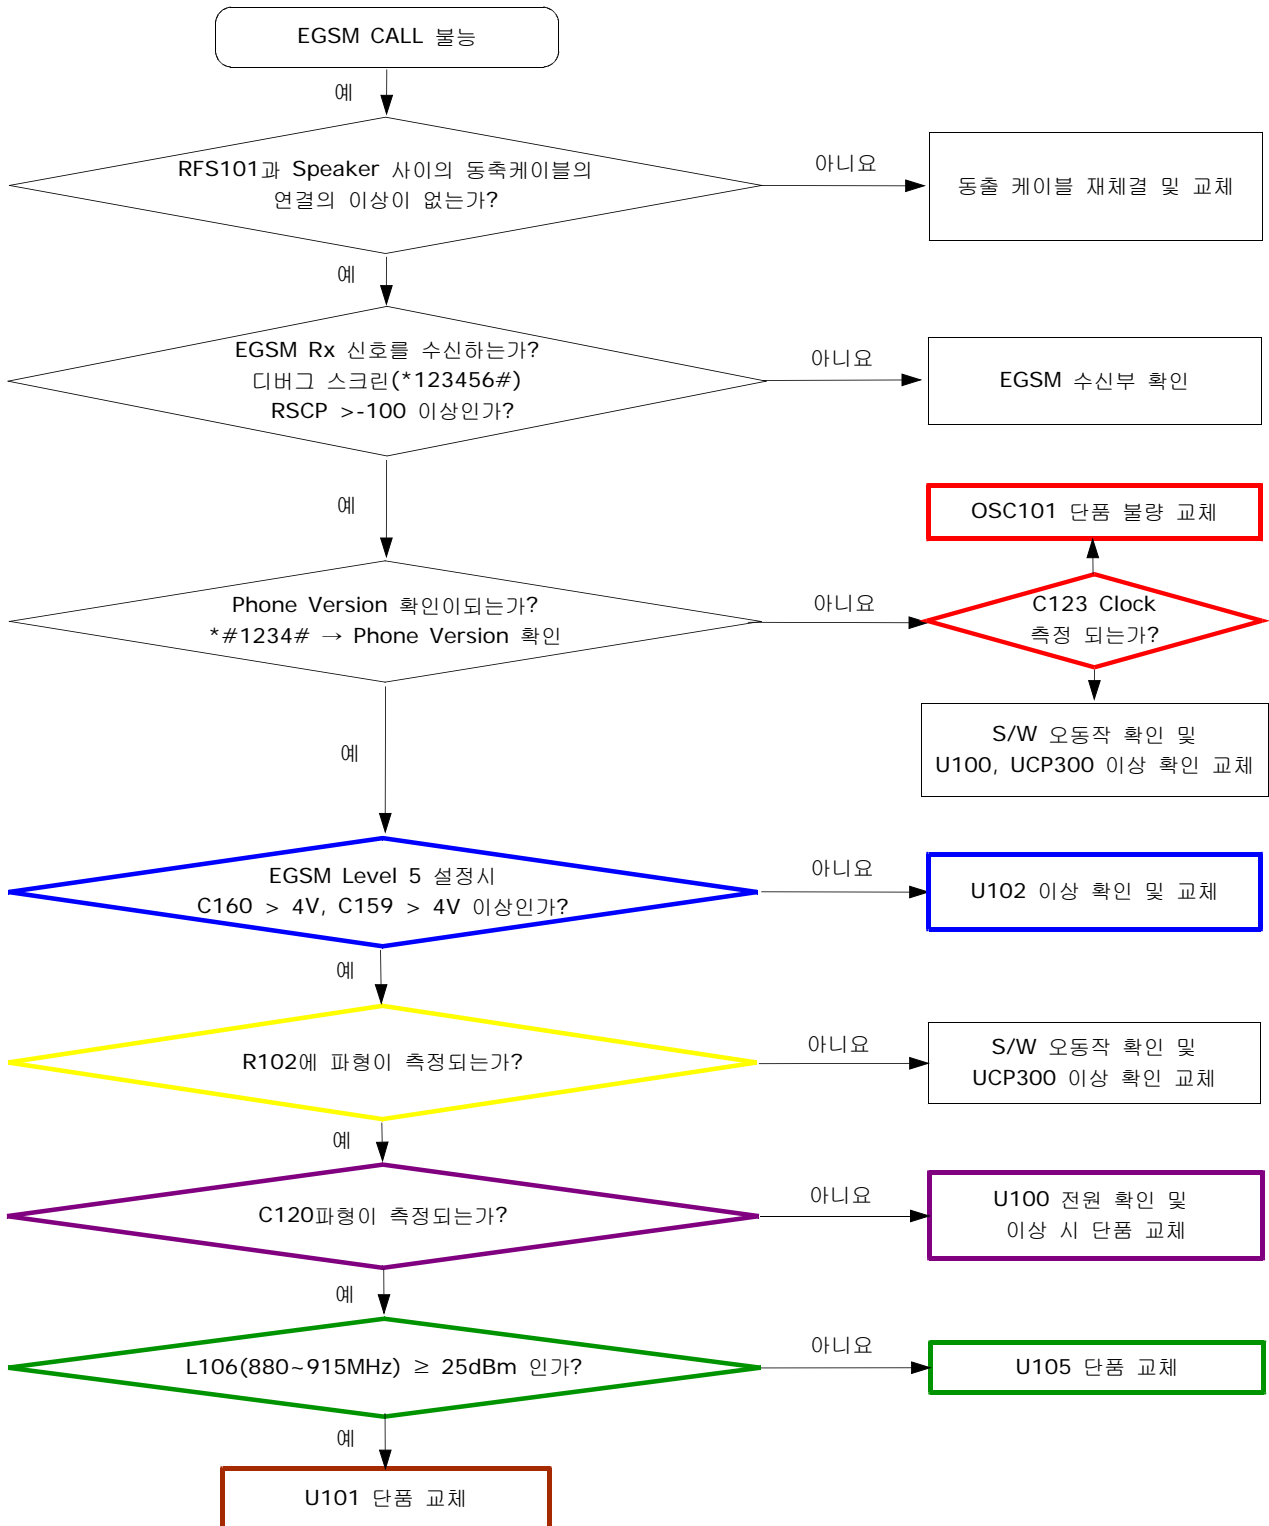 EGSM CALL 불능
예
RFS101과 Speaker 사이의 동축케이블의
연결의 이상이 없는가?
아니요
동출 케이블 재체결 및 교체
예
EGSM Rx 신호를 수신하는가?
디버그 스크린(*123456#)
RSCP >-100 이상인가?
아니요
EGSM 수신부 확인
예
OSC101 단품 불량 교체
Phone Version 확인이되는가?
*#1234# → Phone Version 확인
아니요
C123 Clock
측정 되는가?
S/W 오동작 확인 및
U100, UCP300 이상 확인 교체
예
EGSM Level 5 설정시
C160 > 4V, C159 > 4V 이상인가?
아니요
U102 이상 확인 및 교체
예
R102에 파형이 측정되는가?
아니요
S/W 오동작 확인 및
UCP300 이상 확인 교체
예
C120파형이 측정되는가?
아니요
U100 전원 확인 및
이상 시 단품 교체
예
L106(880~915MHz) ≥ 25dBm 인가?
아니요
U105 단품 교체
예
U101 단품 교체